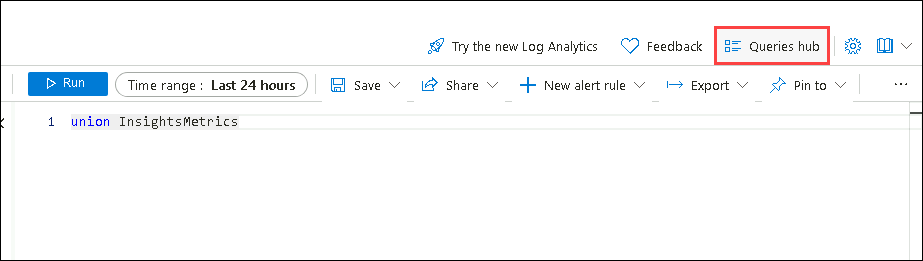 Try the new Log Analytics Feedback Queries hub
Run Time range : Last 24 hours Save Share New alert rule Export Pin to ...
1 union InsightsMetrics